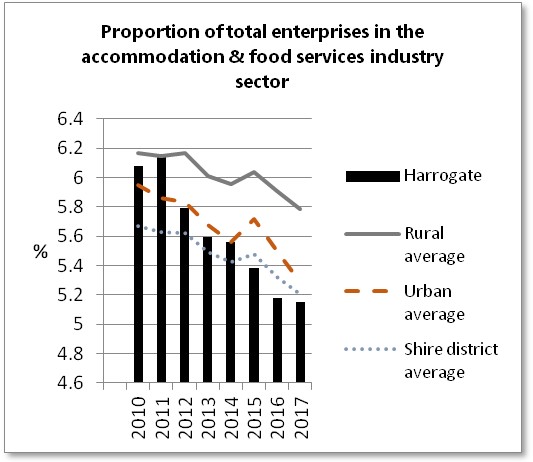 Proportion of total enterprises in the
accommodation & food services industry
sector
6.4
6.2
6
5.8
5.6
5.4
5.2
5
4.8
4.6
%
2010
2011
2012
2013
2014
2015
2016
2017
Harrogate
Rural
average
Urban
average
Shire district
average